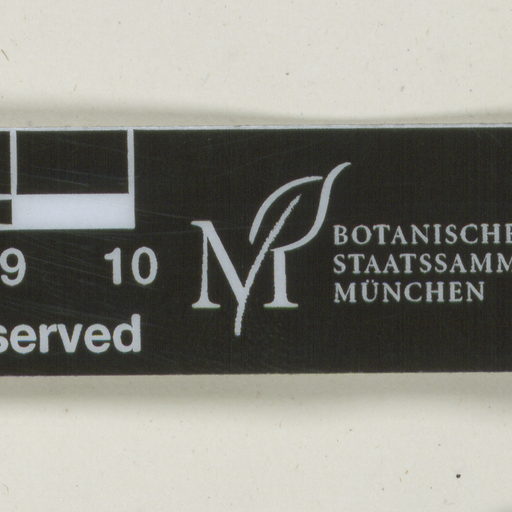 9 10
served
BOTANISCHE
STAATSSAMM
MÜNCHEN